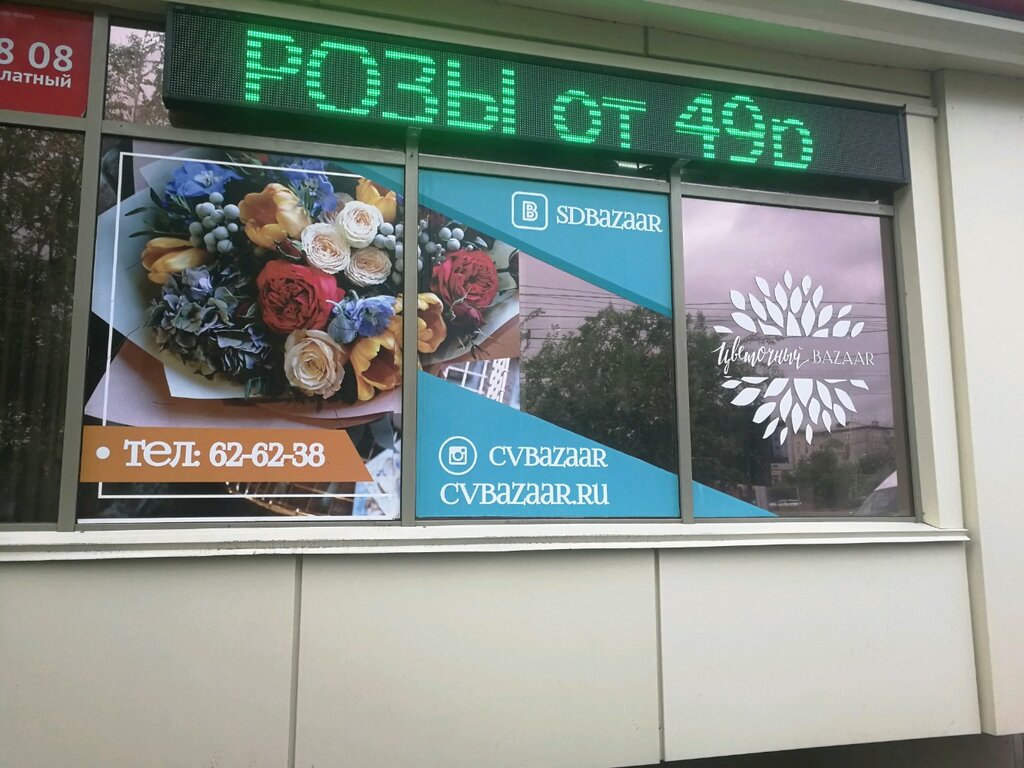 8 08
латный
РОЗЫ от 49р
SDBAZAAR
Цветочный BAZAAR
• Тел: 62-62-38
CVBAZAAR
CVBAZAAR.RU